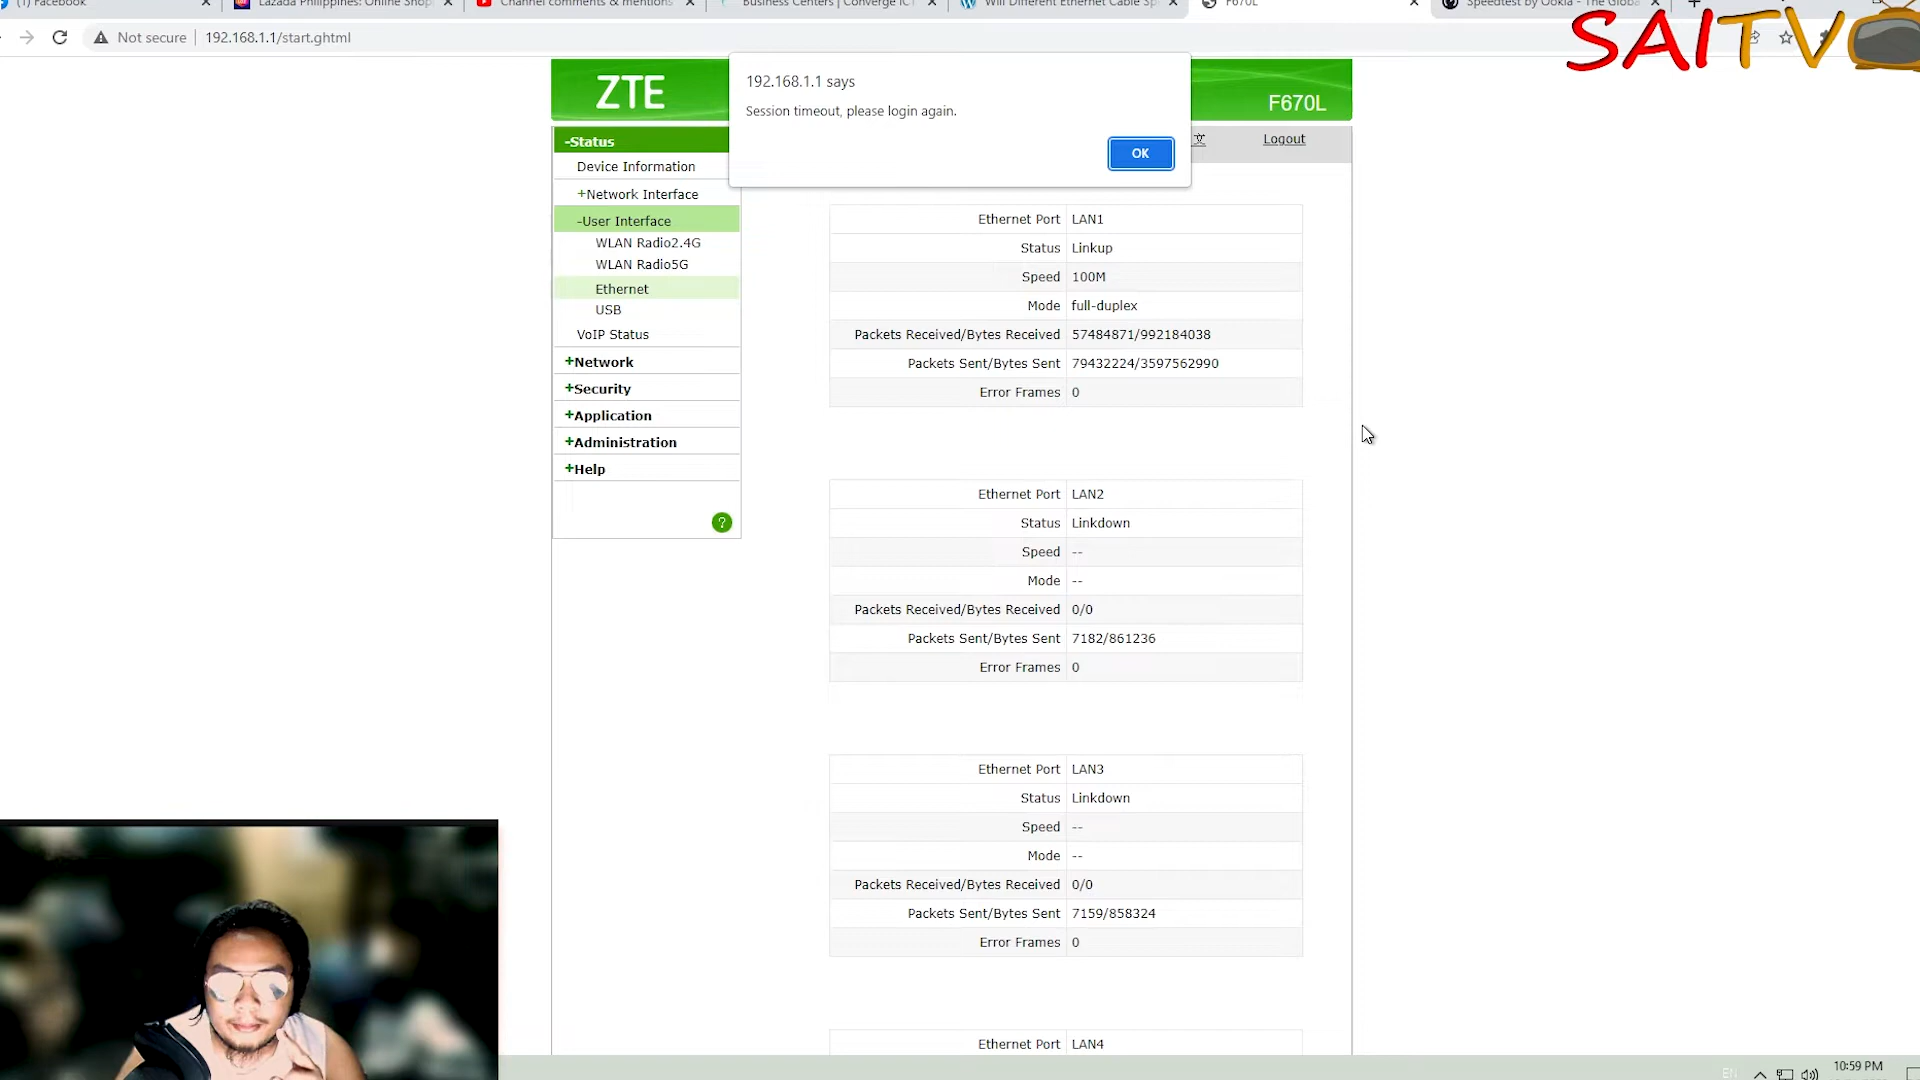 (1) Facebook
Lazada Philippines: Online Shop
Channel comments & mentions
Business Centers | Converge ICT
Will Different Ethernet Cable Sp
F670L
Speedtest by Ookla - The Global
Not secure
192.168.1.1/start.ghtml
SAITV
ZTE
F670L
192.168.1.1 says
Session timeout, please login again.
OK
文
Logout
-Status
Device Information
+Network Interface
-User Interface
WLAN Radio2.4G
WLAN Radio5G
Ethernet
USB
VoIP Status
+Network
+Security
+Application
+Administration
+Help
?
Ethernet Port LAN1
Status Linkup
Speed 100M
Mode full-duplex
Packets Received/Bytes Received 57484871/992184038
Packets Sent/Bytes Sent 79432224/3597562990
Error Frames 0
Ethernet Port LAN2
Status Linkdown
Speed --
Mode --
Packets Received/Bytes Received 0/0
Packets Sent/Bytes Sent 7182/861236
Error Frames 0
Ethernet Port LAN3
Status Linkdown
Speed --
Mode --
Packets Received/Bytes Received 0/0
Packets Sent/Bytes Sent 7159/858324
Error Frames 0
Ethernet Port LAN4
EN
10:59 PM